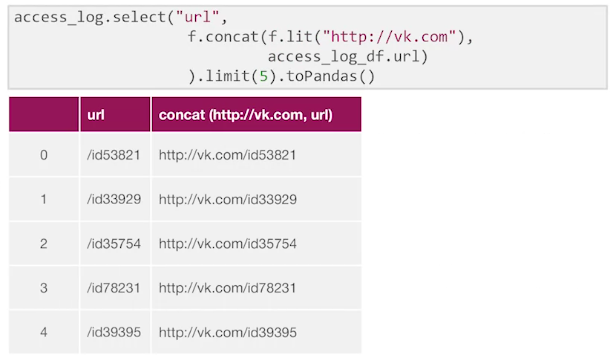 access_log.select("url",
f.concat(f.lit("http://vk.com"),
access_log_df.url)
).limit(5).toPandas()
url concat (http://vk.com, url)
0 /id53821 http://vk.com/id53821
1 /id33929 http://vk.com/id33929
2 /id35754 http://vk.com/id35754
3 /id78231 http://vk.com/id78231
4 /id39395 http://vk.com/id39395